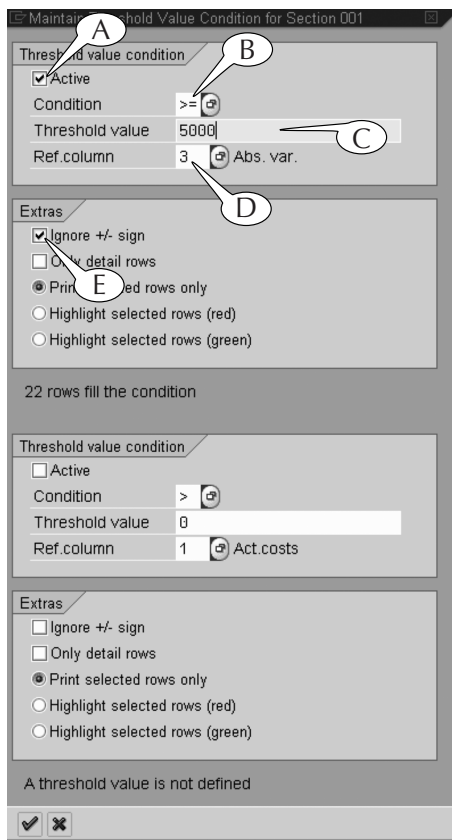 Maintain Threshold Value Condition for Section 001
A
B
Threshold value condition
Active
Condition >=
Threshold value 5000
C
Ref.column 3 Abs. var.
D
Extras
Ignore +/- sign
Only detail rows
E
Print selected rows only
Highlight selected rows (red)
Highlight selected rows (green)
22 rows fill the condition
Threshold value condition
Active
Condition >
Threshold value 0
Ref.column 1 Act.costs
Extras
Ignore +/- sign
Only detail rows
Print selected rows only
Highlight selected rows (red)
Highlight selected rows (green)
A threshold value is not defined